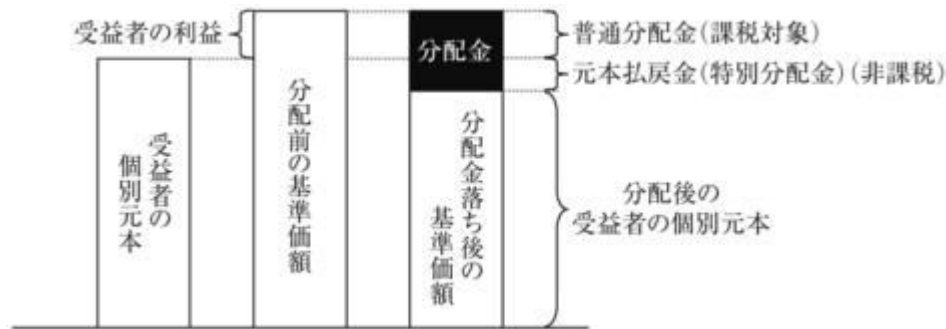 受益者の利益
分配金
普通分配金(課税対象)
元本払戻金(特別分配金)(非課税)
受益者の
個別元本
分配前の基準価額
分配金落ち後の
基準価額
分配後の
受益者の個別元本